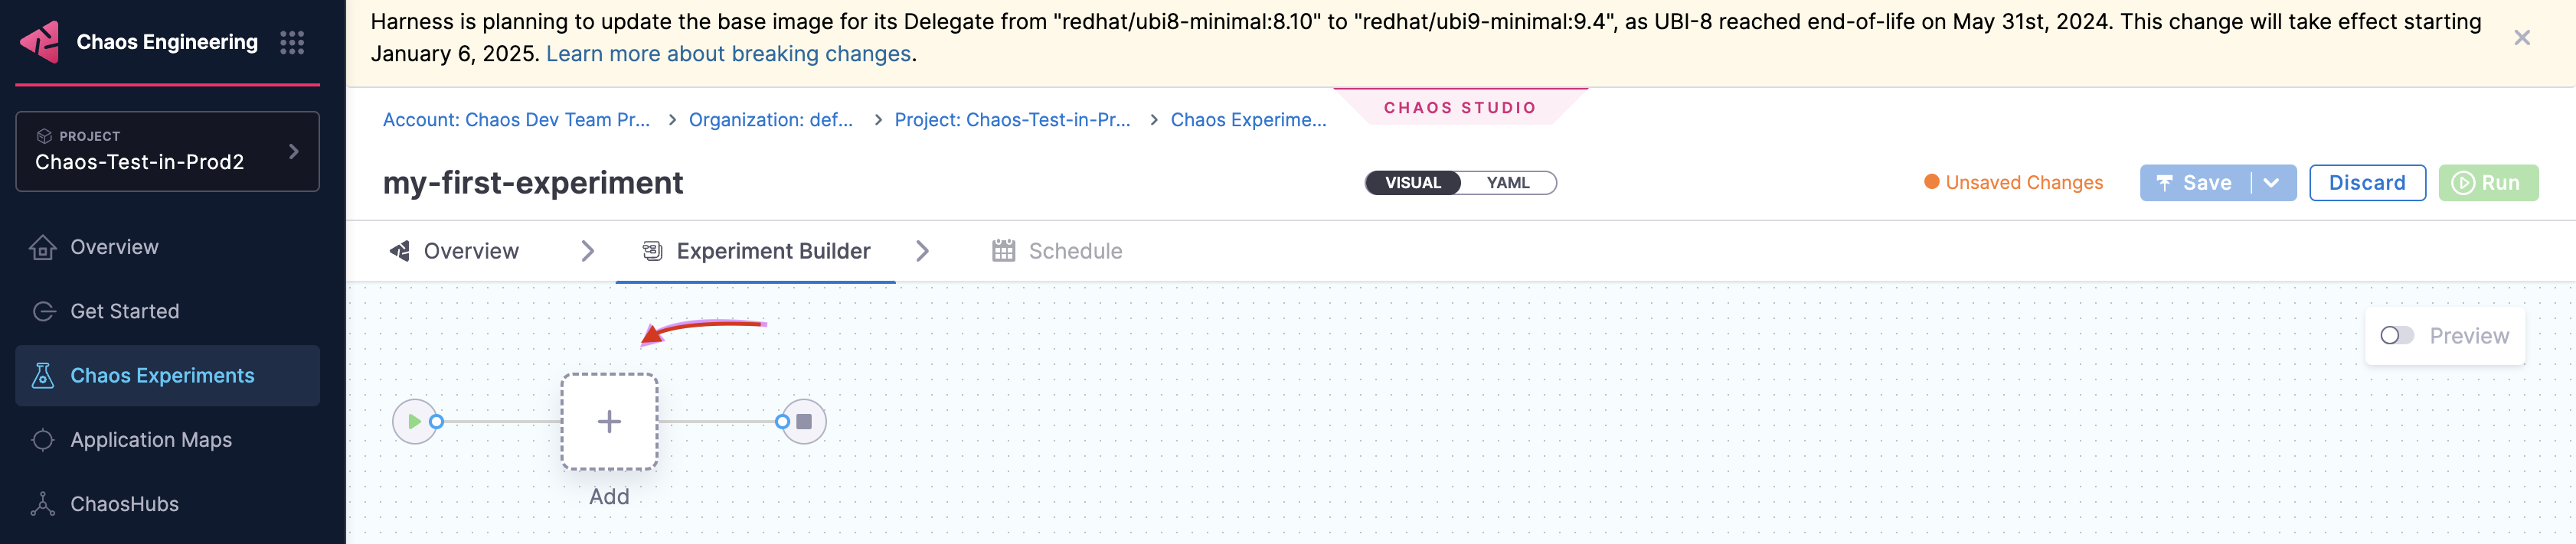 Chaos Engineering
PROJECT
Chaos-Test-in-Prod2
Overview
Get Started
Chaos Experiments
Application Maps
ChaosHubs
Harness is planning to update the base image for its Delegate from "redhat/ubi8-minimal:8.10" to "redhat/ubi9-minimal:9.4", as UBI-8 reached end-of-life on May 31st, 2024. This change will take effect starting
January 6, 2025. Learn more about breaking changes.
Account: Chaos Dev Team Pr... > Organization: def... > Project: Chaos-Test-in-Pr... > Chaos Experime...
CHAOS STUDIO
my-first-experiment
VISUAL YAML
Unsaved Changes
Save
Discard
Run
Overview
Experiment Builder
Schedule
Preview
Add